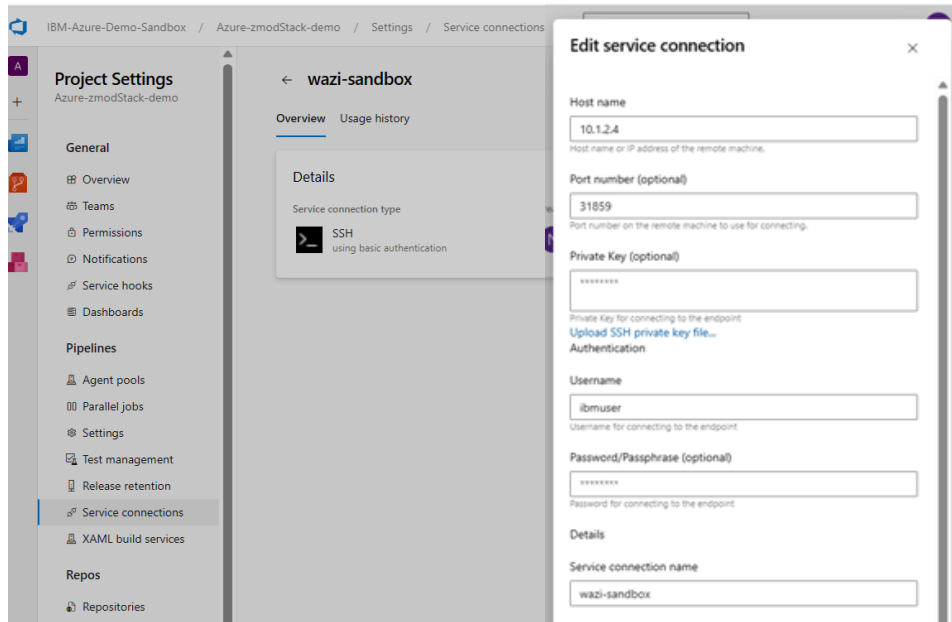 IBM-Azure-Demo-Sandbox / Azure-zmodStack-demo / Settings / Service connections
A
Project Settings
Azure-zmodStack-demo
General
Overview
Teams
Permissions
Notifications
Service hooks
Dashboards
Pipelines
Agent pools
Parallel jobs
Settings
Test management
Release retention
Service connections
XAML build services
Repos
Repositories
← wazi-sandbox
Overview Usage history
Details
Service connection type
SSH
using basic authentication
Edit service connection
Host name
10.1.2.4
Host name or IP address of the remote machine.
Port number (optional)
31859
Port number on the remote machine to use for connecting.
Private Key (optional)
********
Private Key for connecting to the endpoint
Upload SSH private key file...
Authentication
Username
ibmuser
Username for connecting to the endpoint
Password/Passphrase (optional)
********
Password for connecting to the endpoint
Details
Service connection name
wazi-sandbox